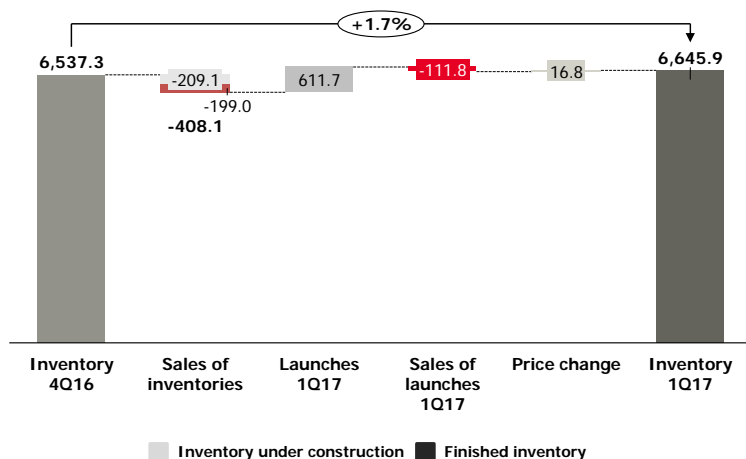 +1.7%
6,537.3
-209.1
-199.0
-408.1
611.7
-111.8
16.8
6,645.9
Inventory
4Q16
Sales of
inventories
Launches
1Q17
Sales of
launches
1Q17
Price change
Inventory
1Q17
Inventory under construction
Finished inventory